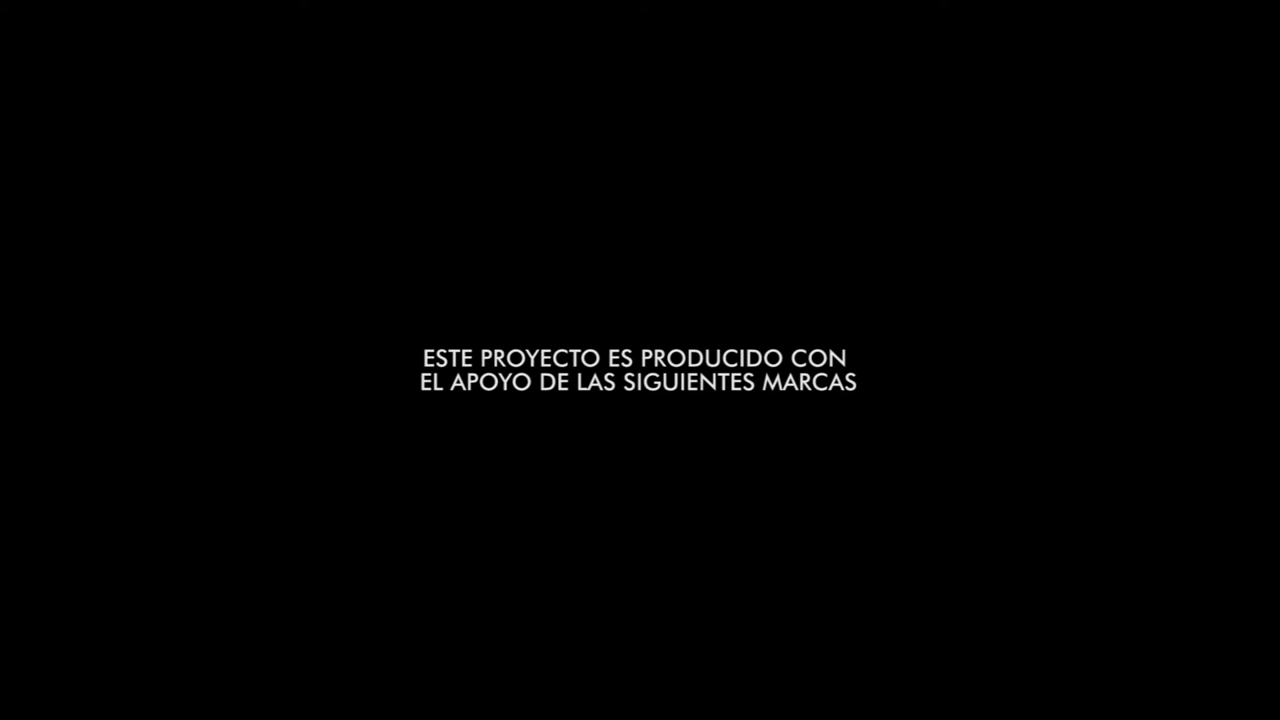 ESTE PROYECTO ES PRODUCIDO CON
EL APOYO DE LAS SIGUIENTES MARCAS